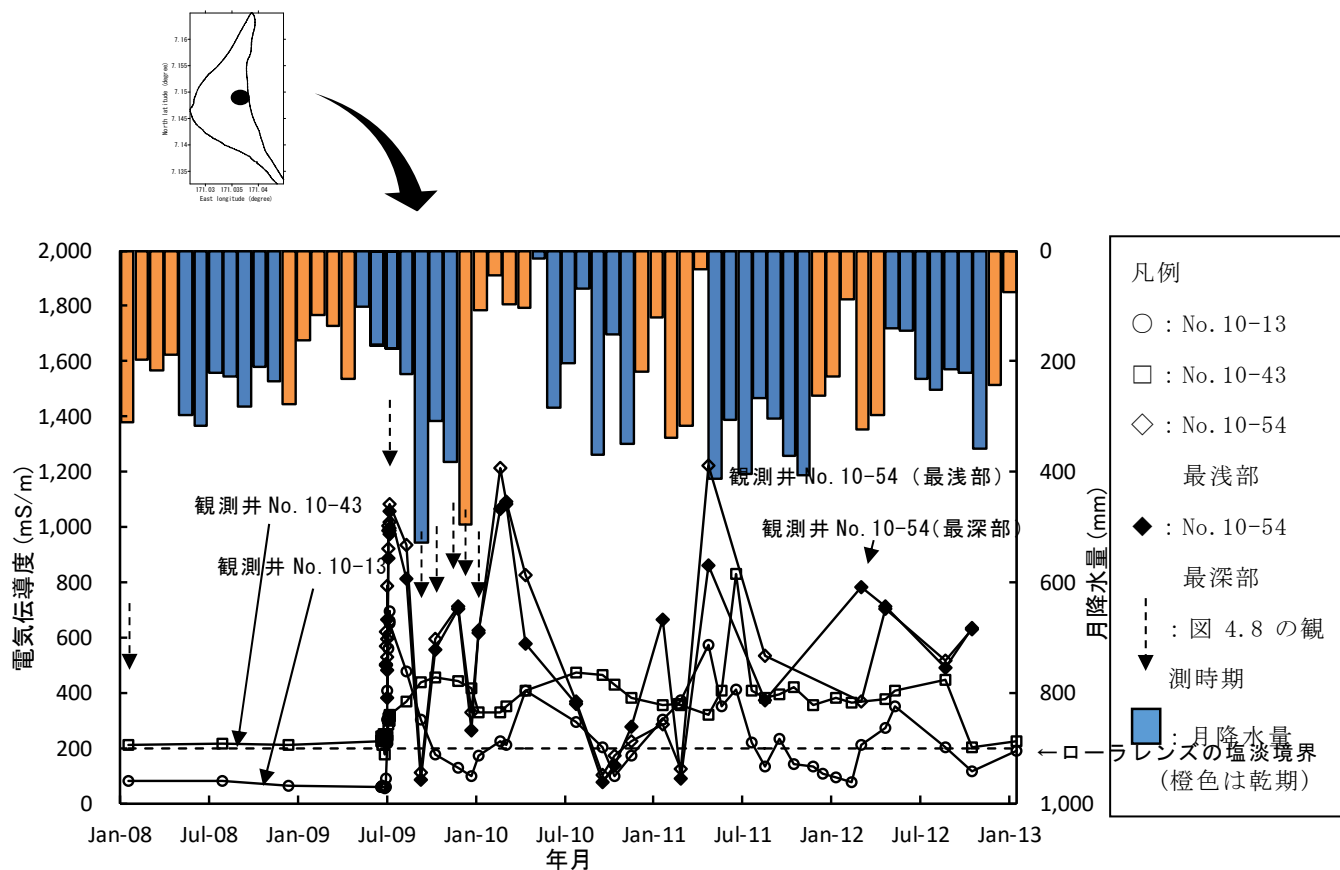 7.16
7.155
7.15
7.145
7.14
7.135
North latitude (degree)
171.03 171.035 171.04
East longitude (degree)
2,000
1,800
1,600
1,400
1,200
1,000
800
600
400
200
0
電気伝導度 (mS/m)
0
200
400
600
800
1,000
月降水量 (mm)
観測井No.10-43
観測井No.10-13
観測井No.10-54 (最浅部)
観測井No.10-54(最深部)
←ローラレンズの塩淡境界
Jan-08 Jul-08 Jan-09 Jul-09 Jan-10 Jul-10 Jan-11 Jul-11 Jan-12 Jul-12 Jan-13
年月
凡例
○ : No.10-13
□ : No.10-43
◇ : No.10-54
最浅部
◆ : No.10-54
最深部
: 図 4.8 の観
測時期
: 月降水量
(橙色は乾期)